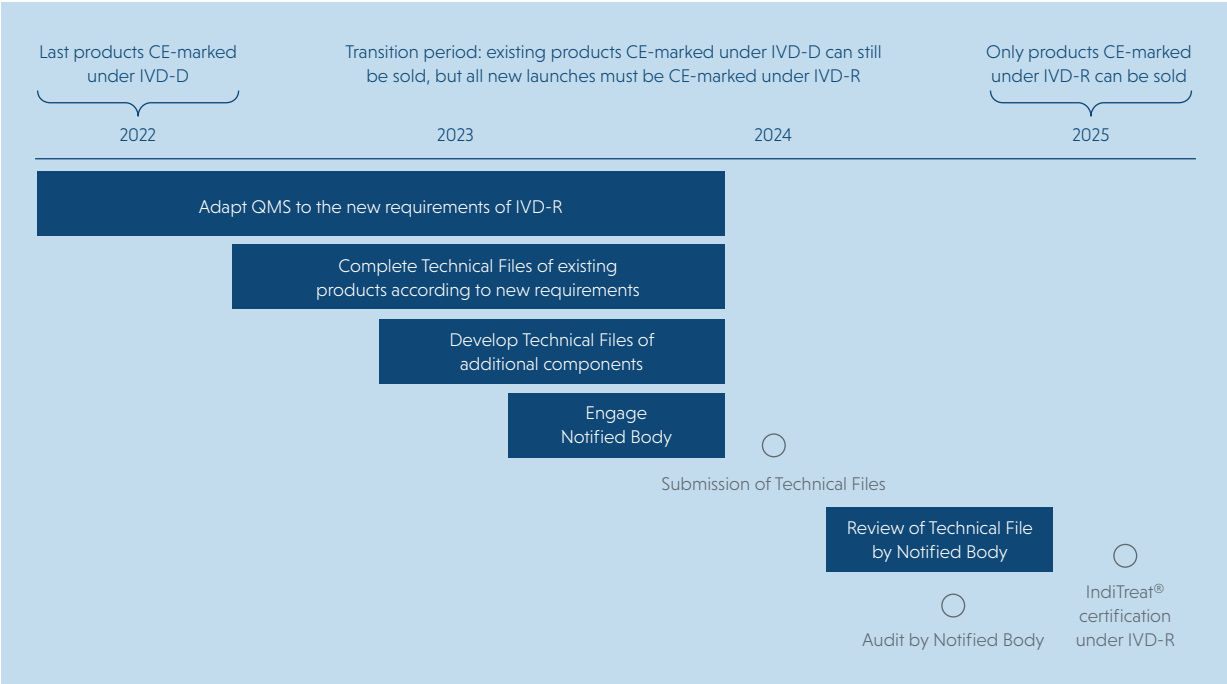 Last products CE-marked
under IVD-D
Transition period: existing products CE-marked under IVD-D can still
be sold, but all new launches must be CE-marked under IVD-R
Only products CE-marked
under IVD-R can be sold
2022
2023
2024
2025
Adapt QMS to the new requirements of IVD-R
Complete Technical Files of existing
products according to new requirements
Develop Technical Files of
additional components
Engage
Notified Body
Submission of Technical Files
Review of Technical File
by Notified Body
Audit by Notified Body
IndiTreat®
certification
under IVD-R